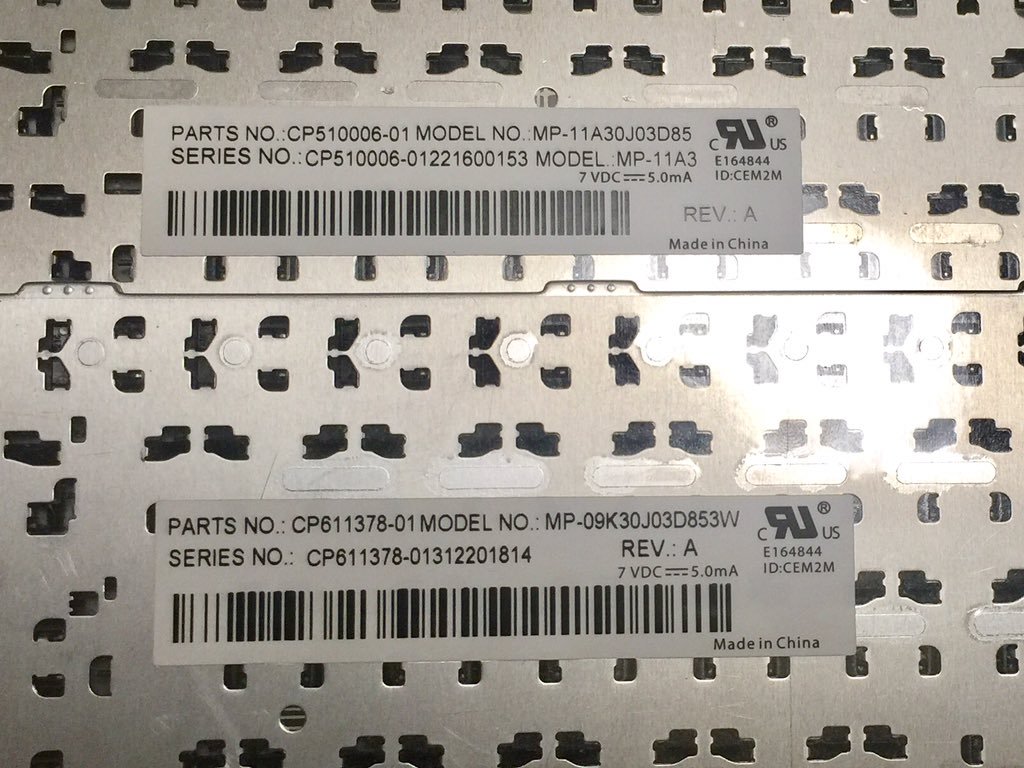 PARTS NO.:CP510006-01 MODEL NO.:MP-11A30J03D85
SERIES NO.:CP510006-01221600153 MODEL.:MP-11A3
7 VDC⎓5.0mA
REV.: A
Made in China
c RU ® US
E164844
ID:CEM2M
PARTS NO.: CP611378-01 MODEL NO.: MP-09K30J03D853W
SERIES NO.: CP611378-01312201814
REV.: A
7 VDC⎓5.0mA
Made in China
c RU ® US
E164844
ID:CEM2M